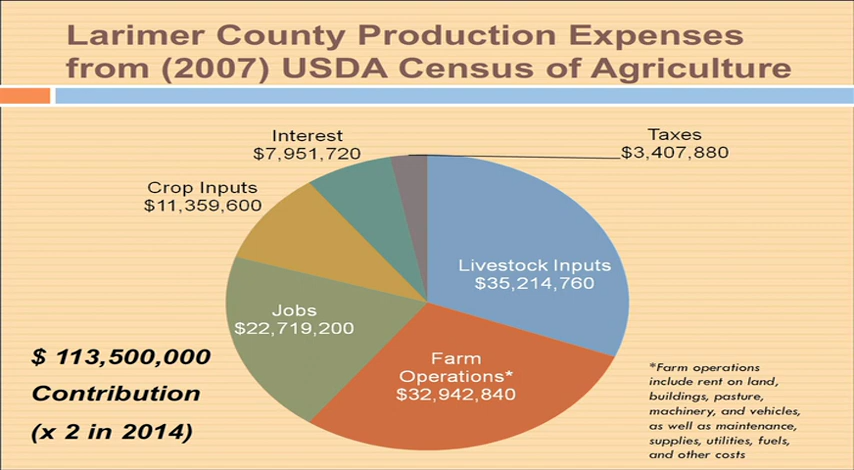 Larimer County Production Expenses
from (2007) USDA Census of Agriculture
Interest
$7,951,720
Taxes
$3,407,880
Crop Inputs
$11,359,600
Livestock Inputs
$35,214,760
Jobs
$22,719,200
Farm
Operations*
$32,942,840
$ 113,500,000
Contribution
(x 2 in 2014)
*Farm operations
include rent on land,
buildings, pasture,
machinery, and vehicles,
as well as maintenance,
supplies, utilities, fuels,
and other costs